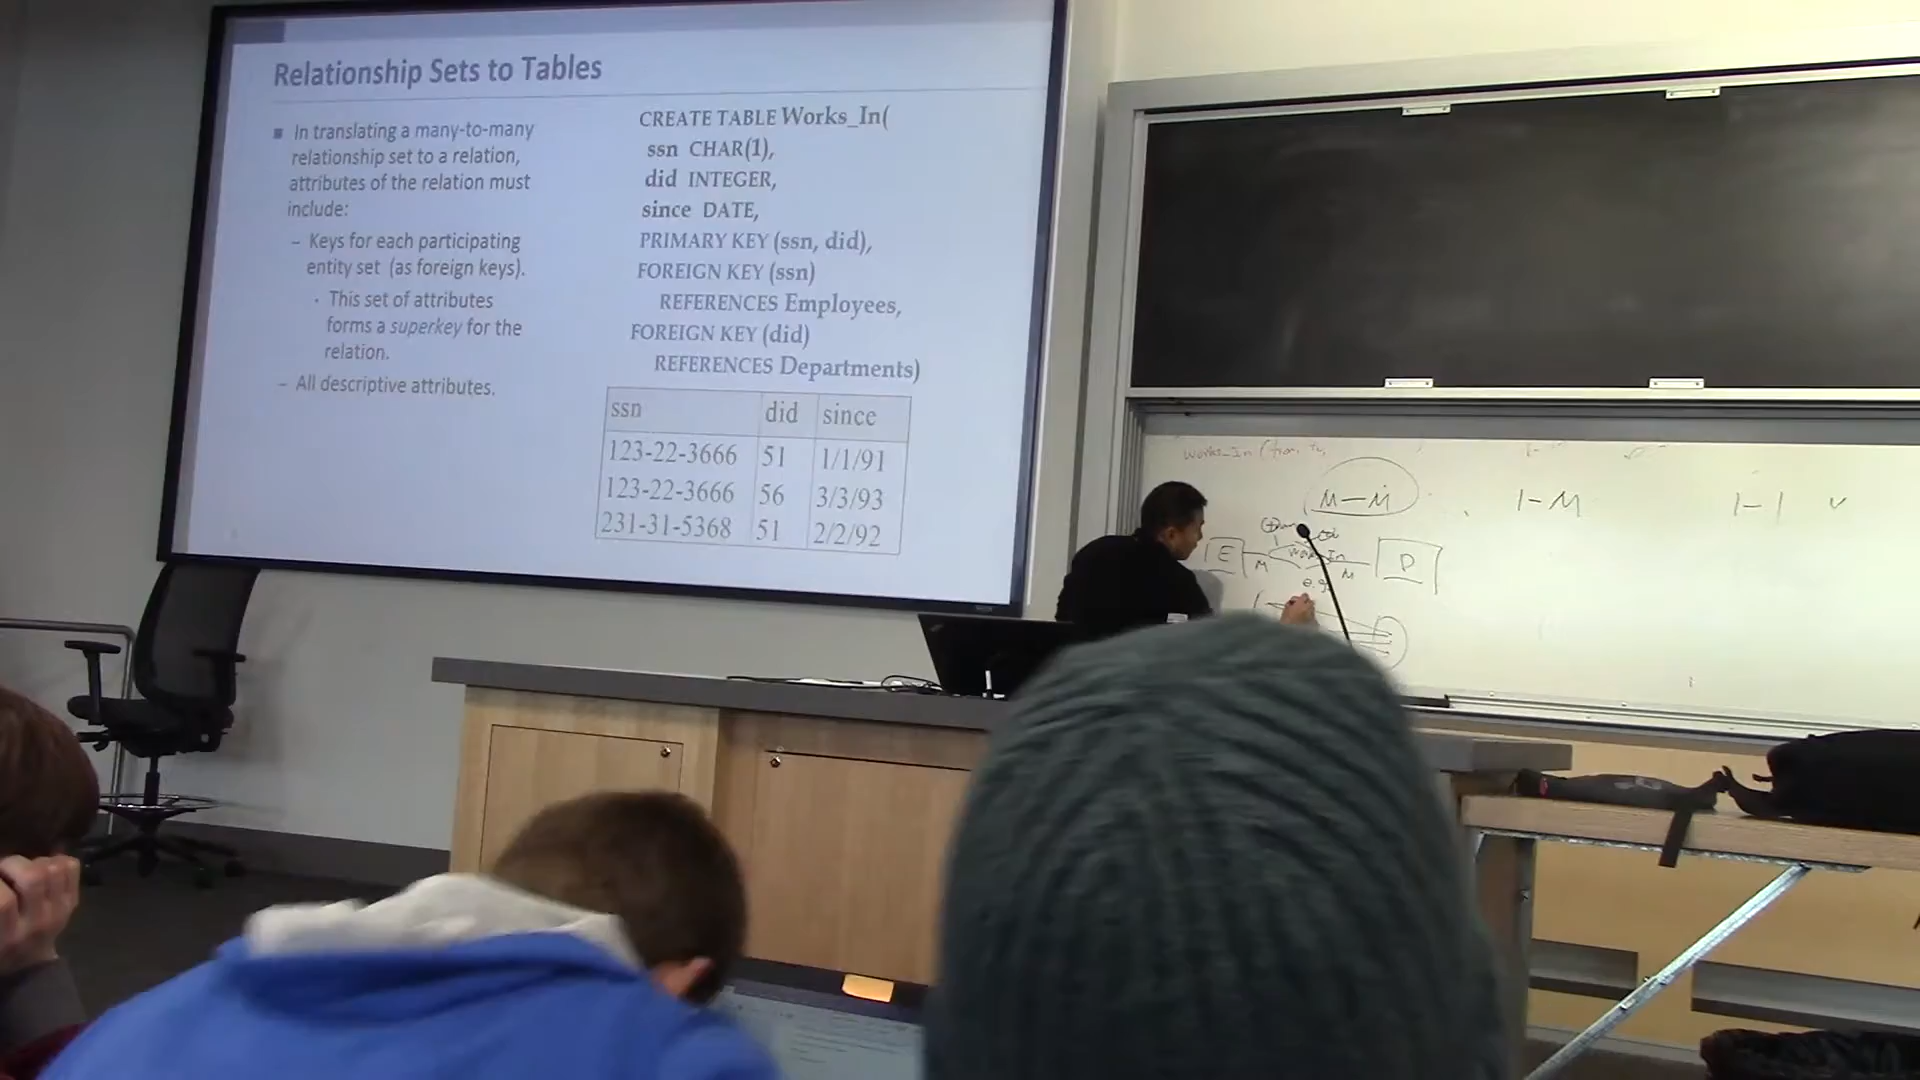 Relationship Sets to Tables
In translating a many-to-many
relationship set to a relation,
attributes of the relation must
include:
– Keys for each participating
entity set (as foreign keys).
· This set of attributes
forms a superkey for the
relation.
– All descriptive attributes.
CREATE TABLE Works_In(
ssn CHAR(1),
did INTEGER,
since DATE,
PRIMARY KEY (ssn, did),
FOREIGN KEY (ssn)
REFERENCES Employees,
FOREIGN KEY (did)
REFERENCES Departments)
ssn did since
123-22-3666 51 1/1/91
123-22-3666 56 3/3/93
231-31-5368 51 2/2/92
Works_In (from
M—M 1-M 1-1
E M Works In M D